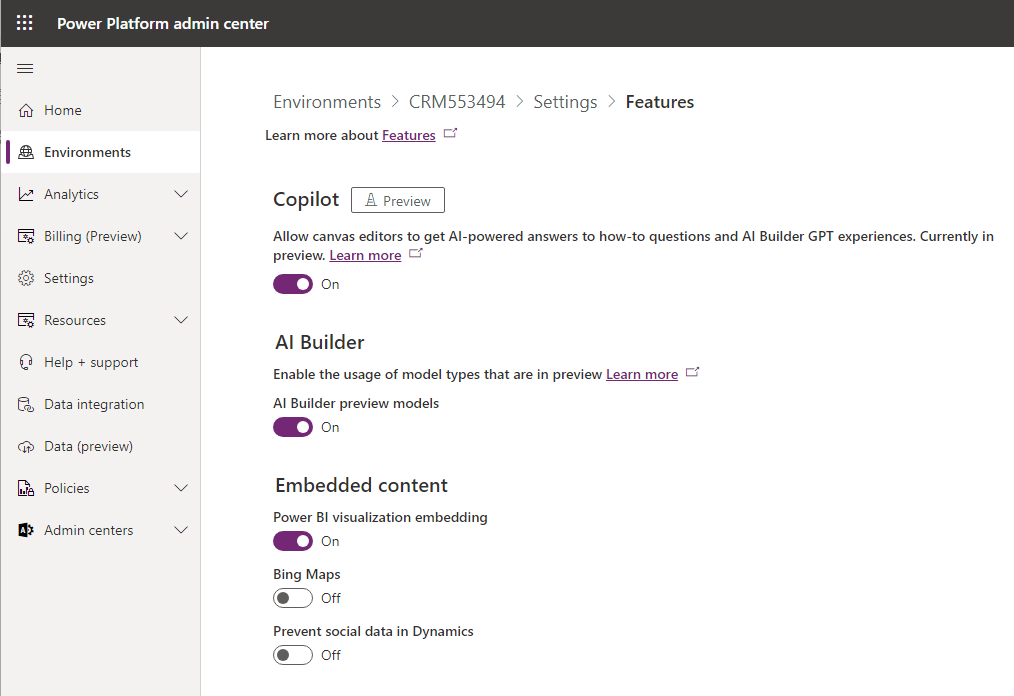 Power Platform admin center
Home
Environments
Analytics
Billing (Preview)
Settings
Resources
Help + support
Data integration
Data (preview)
Policies
Admin centers
Environments > CRM553494 > Settings > Features
Learn more about Features
Copilot Preview
Allow canvas editors to get AI-powered answers to how-to questions and AI Builder GPT experiences. Currently in
preview. Learn more
On
AI Builder
Enable the usage of model types that are in preview Learn more
AI Builder preview models
On
Embedded content
Power BI visualization embedding
On
Bing Maps
Off
Prevent social data in Dynamics
Off